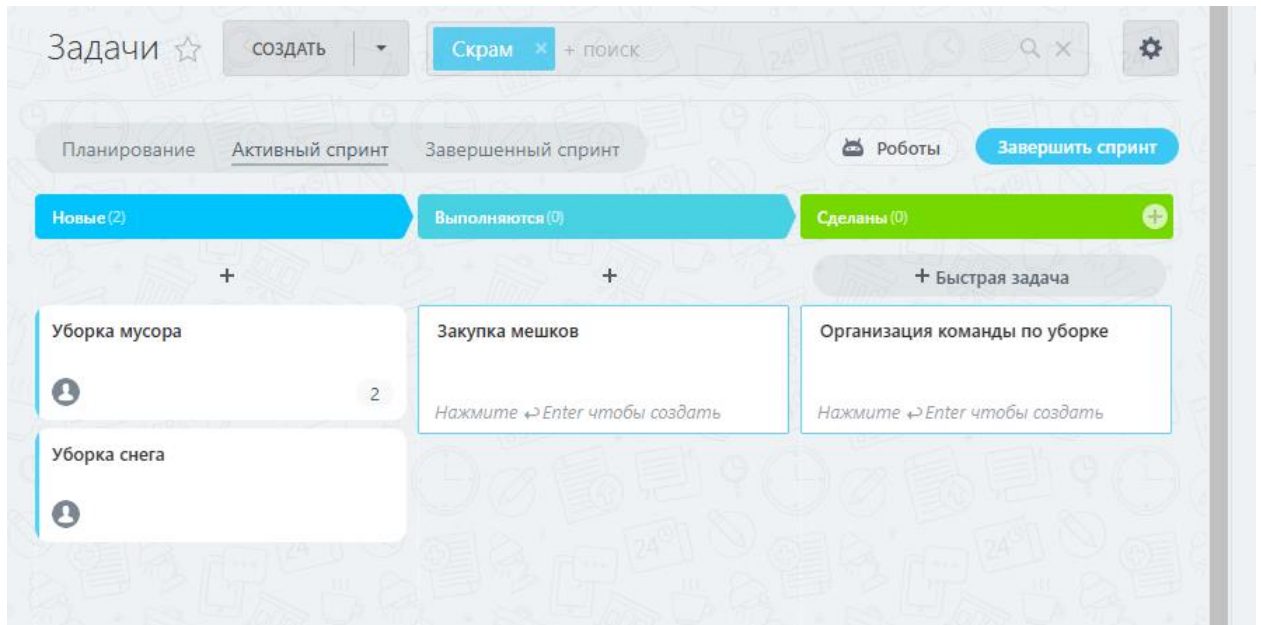 Задачи СОЗДАТЬ Скрам × + поиск
Планирование Активный спринт Завершенный спринт Роботы Завершить спринт
Новые (2) Выполняются (0) Сделаны (0)
+ + + Быстрая задача
Уборка мусора Закупка мешков Организация команды по уборке
2
Нажмите ↵ Enter чтобы создать Нажмите ↵ Enter чтобы создать
Уборка снега